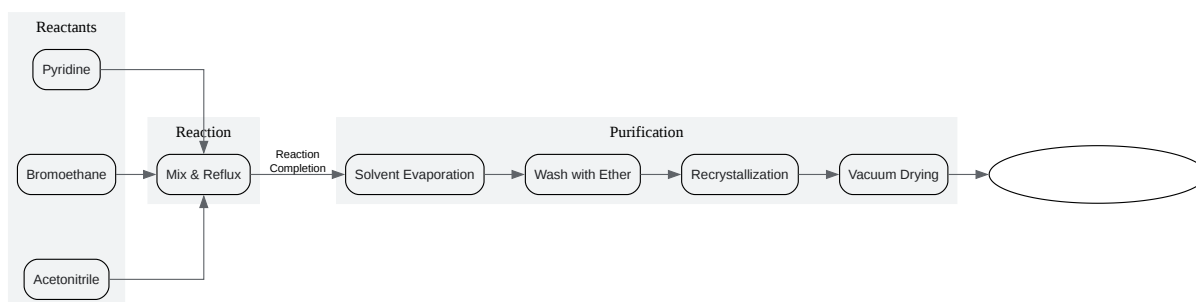 Reactants
Pyridine
Bromoethane
Acetonitrile
Reaction
Mix & Reflux
Reaction
Completion
Purification
Solvent Evaporation
Wash with Ether
Recrystallization
Vacuum Drying